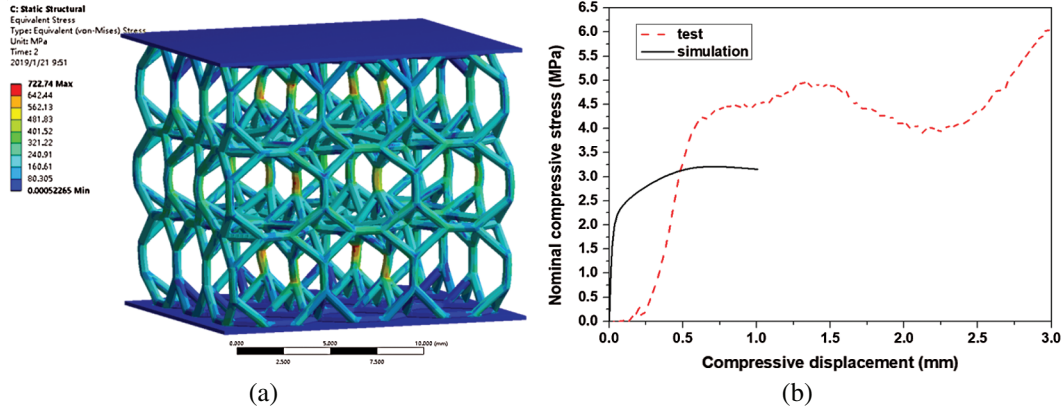 C: Static Structural
Equivalent Stress
Type: Equivalent (von-Mises) Stress
Unit: MPa
Time: 2
2019/1/21 9:51
722.74 Max
642.44
562.13
481.83
401.52
321.22
240.91
160.61
80.305
0.00052265 Min
0.000 5.000 10.000 (mm)
2.500 7.500
(a)
Nominal compressive stress (MPa)
6.0
5.5
5.0
4.5
4.0
3.5
3.0
2.5
2.0
1.5
1.0
0.5
0.0
test
simulation
0.0 0.5 1.0 1.5 2.0 2.5 3.0
Compressive displacement (mm)
(b)